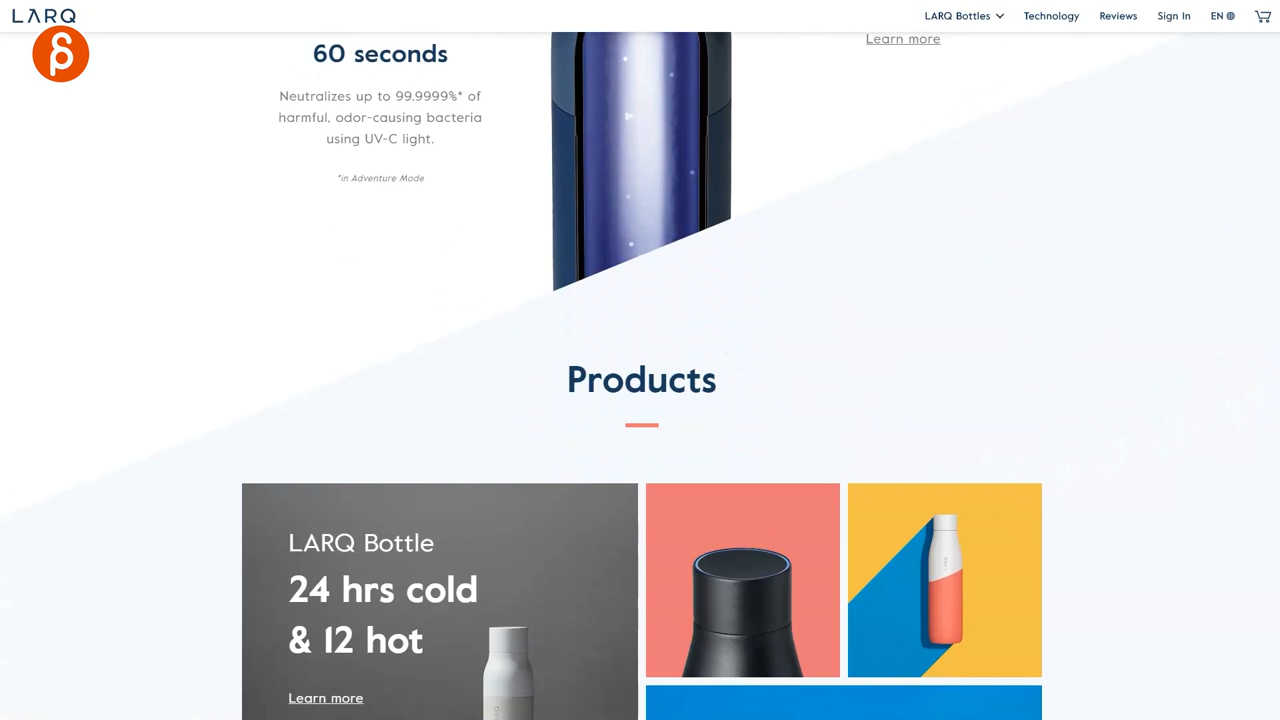 LARQ
LARQ Bottles
Technology
Reviews
Sign In
EN
Learn more
60 seconds
Neutralizes up to 99.9999%* of
harmful, odor-causing bacteria
using UV-C light.
*in Adventure Mode
Products
LARQ Bottle
24 hrs cold
& 12 hot
Learn more